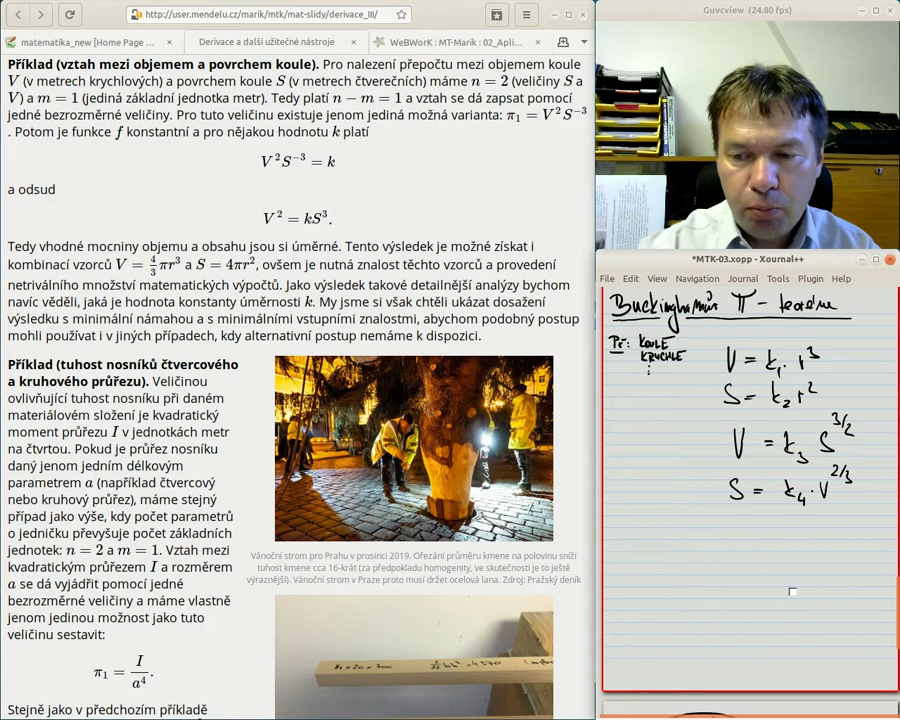 http://user.mendelu.cz/marik/mtk/mat-slidy/derivace_III/
matematika_new [Home Page ...
Derivace a další užitečné nástroje
WeBWorK : MT-Marik : 02_Apli...
Příklad (vztah mezi objemem a povrchem koule). Pro nalezení přepočtu mezi objemem koule
V (v metrech krychlových) a povrchem koule S (v metrech čtverečních) máme n = 2 (veličiny S a
V) a m = 1 (jediná základní jednotka metr). Tedy platí n − m = 1 a vztah se dá zapsat pomocí
jedné bezrozměrné veličiny. Pro tuto veličinu existuje jenom jediná možná varianta: π₁ = V²S⁻³
. Potom je funkce f konstantní a pro nějakou hodnotu k platí
V²S⁻³ = k
a odsud
V² = kS³.
Tedy vhodné mocniny objemu a obsahu jsou si úměrné. Tento výsledek je možné získat i
kombinací vzorců V = 4/3 πr³ a S = 4πr², ovšem je nutná znalost těchto vzorců a provedení
netriválního množství matematických výpočtů. Jako výsledek takové detailnější analýzy bychom
navíc věděli, jaká je hodnota konstanty úměrnosti k. My jsme si však chtěli ukázat dosažení
výsledku s minimální námahou a s minimálními vstupními znalostmi, abychom podobný postup
mohli používat i v jiných případech, kdy alternativní postup nemáme k dispozici.
Příklad (tuhost nosníků čtvercového
a kruhového průřezu). Veličinou
ovlivňující tuhost nosníku při daném
materiálovém složení je kvadratický
moment průřezu I v jednotkách metr
na čtvrtou. Pokud je průřez nosníku
daný jenom jedním délkovým
parametrem a (například čtvercový
nebo kruhový průřez), máme stejný
případ jako výše, kdy počet parametrů
o jedničku převyšuje počet základních
jednotek: n = 2 a m = 1. Vztah mezi
kvadratickým průřezem I a rozměrem
a se dá vyjádřit pomocí jedné
bezrozměrné veličiny a máme vlastně
jenom jedinou možnost jako tuto
veličinu sestavit:
π₁ = I/a⁴.
Stejně jako v předchozím příkladě
Vánoční strom pro Prahu v prosinci 2019. Ořezání průměru kmene na polovinu sníží
tuhost kmene cca 16-krát (za předpokladu homogenity, ve skutečnosti je to ještě
výraznější). Vánoční strom v Praze proto musí držet ocelová lana. Zdroj: Pražský deník
Guvcview (24.80 fps)
*MTK-03.xopp - Xournal++
File Edit View Navigation Journal Tools Plugin Help
Buckinghamův π - teorém
Př: KOULE
KRYCHLE
⋮
V = k₁ · r³
S = k₂ r²
V = k₃ S^3/2
S = k₄ · V^2/3